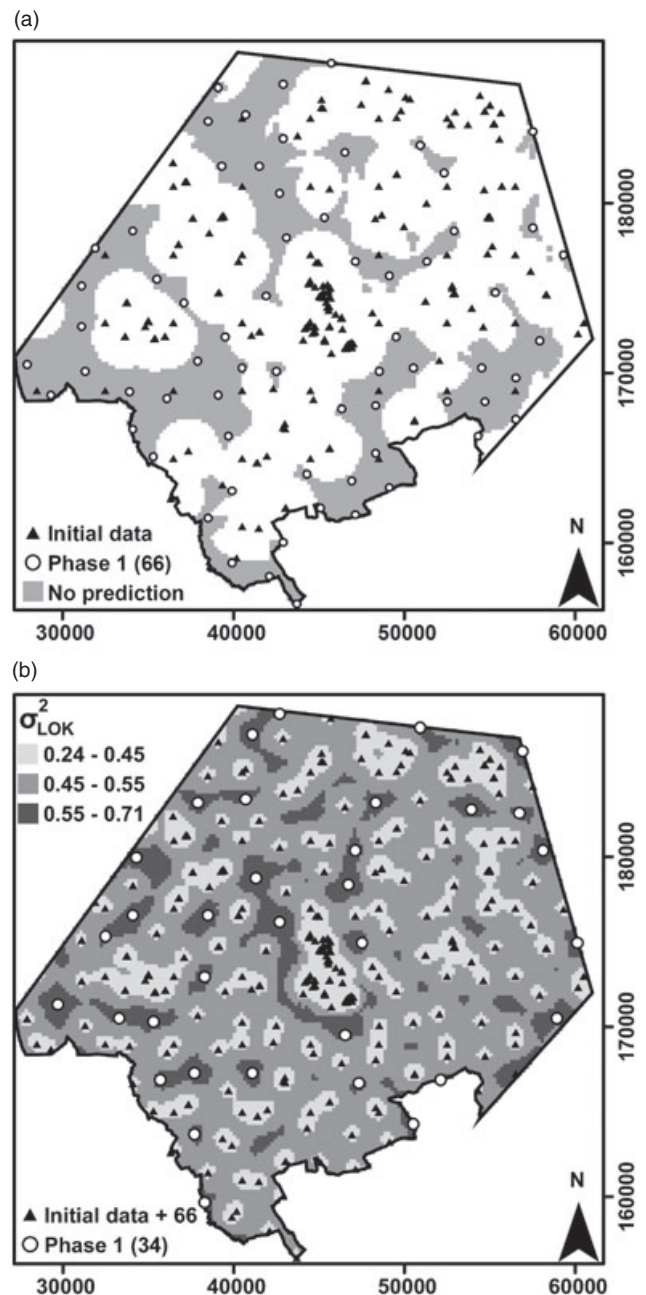 (a)
▲ Initial data
○ Phase 1 (66)
No prediction
N
180000
170000
160000
30000 40000 50000 60000
(b)
σ²LOK
0.24 - 0.45
0.45 - 0.55
0.55 - 0.71
▲ Initial data + 66
○ Phase 1 (34)
N
180000
170000
160000
30000 40000 50000 60000